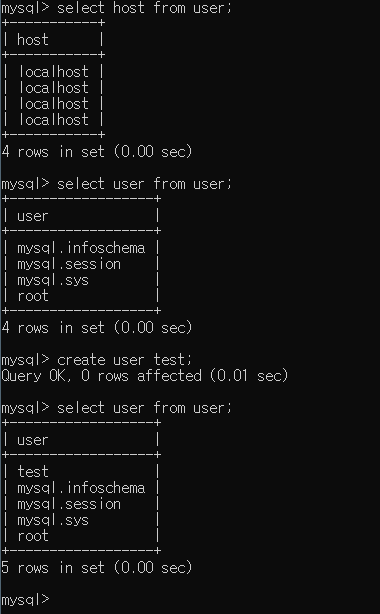 mysql> select host from user;
+-----------+
| host      |
+-----------+
| localhost |
| localhost |
| localhost |
| localhost |
+-----------+
4 rows in set (0.00 sec)
mysql> select user from user;
+------------------+
| user             |
+------------------+
| mysql.infoschema |
| mysql.session    |
| mysql.sys        |
| root             |
+------------------+
4 rows in set (0.00 sec)
mysql> create user test;
Query OK, 0 rows affected (0.01 sec)
mysql> select user from user;
+------------------+
| user             |
+------------------+
| test             |
| mysql.infoschema |
| mysql.session    |
| mysql.sys        |
| root             |
+------------------+
5 rows in set (0.00 sec)
mysql>